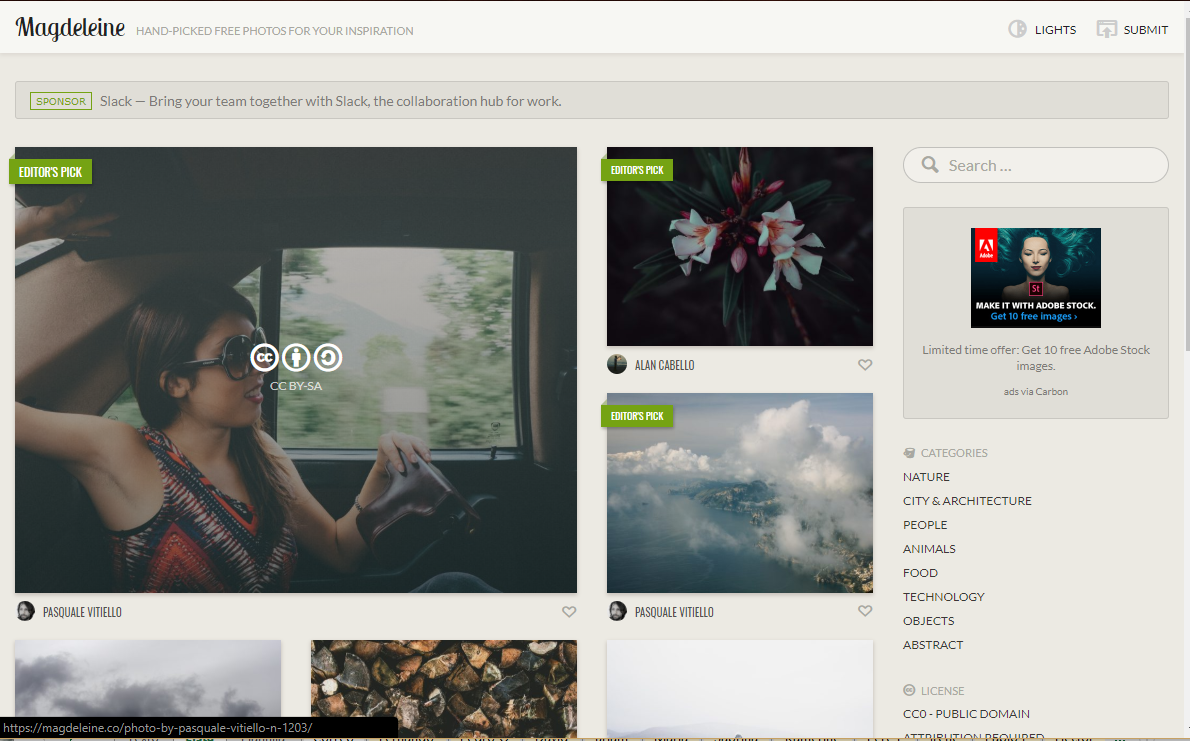 Magdeleine HAND-PICKED FREE PHOTOS FOR YOUR INSPIRATION
LIGHTS SUBMIT
SPONSOR Slack — Bring your team together with Slack, the collaboration hub for work.
EDITOR'S PICK
CC BY-SA
PASQUALE VITIELLO
EDITOR'S PICK
ALAN CABELLO
EDITOR'S PICK
PASQUALE VITIELLO
Search ...
Adobe
St
MAKE IT WITH ADOBE STOCK.
Get 10 free images ›
Limited time offer: Get 10 free Adobe Stock
images.
ads via Carbon
CATEGORIES
NATURE
CITY & ARCHITECTURE
PEOPLE
ANIMALS
FOOD
TECHNOLOGY
OBJECTS
ABSTRACT
LICENSE
CC0 - PUBLIC DOMAIN
ATTRIBUTION REQUIRED
https://magdeleine.co/photo-by-pasquale-vitiello-n-1203/